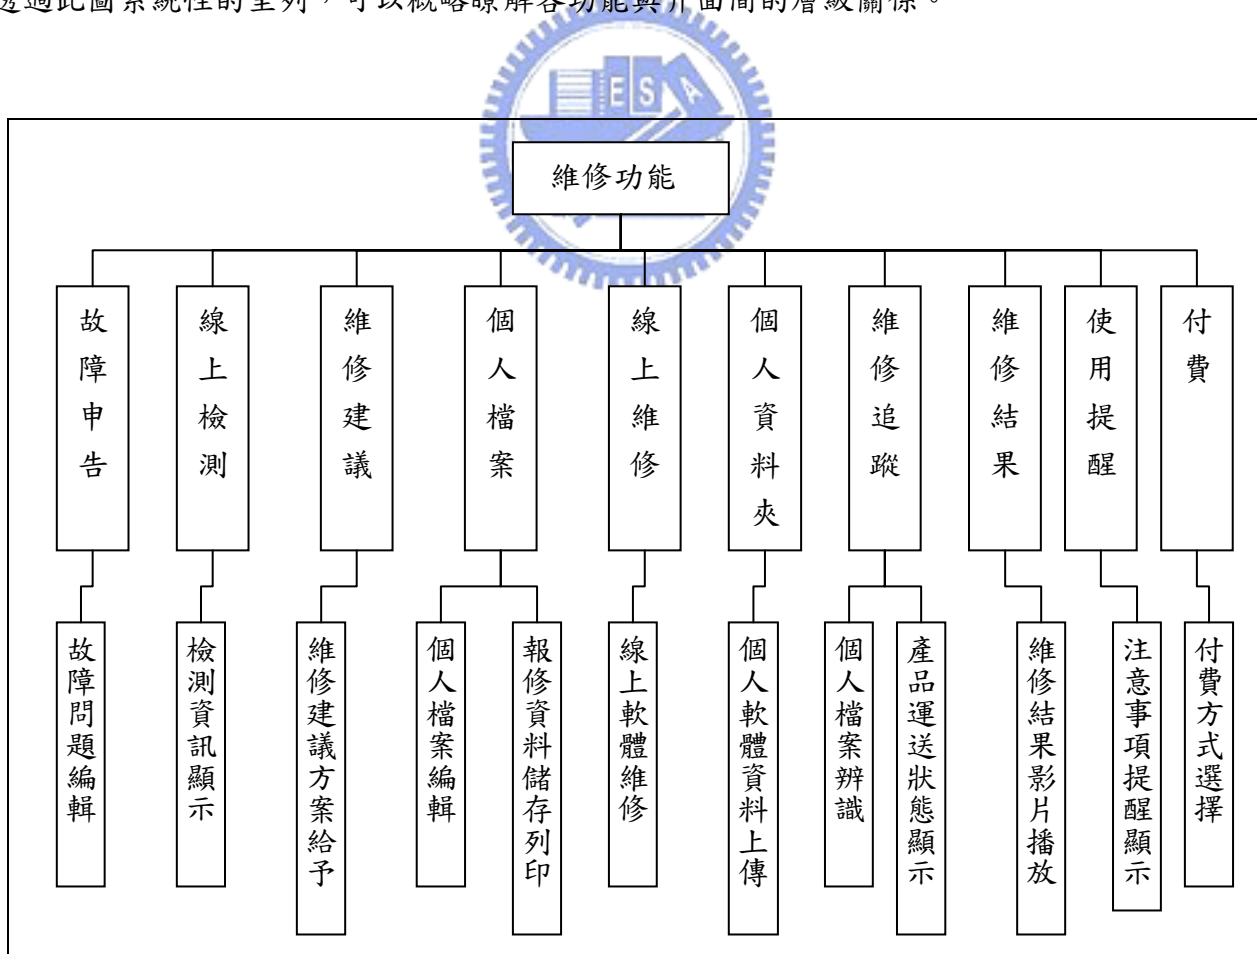 透過此圖系統性的呈列,可以概略瞭解各功能與介面間的層級關係。
ESA
維修功能
故障申告
線上檢測
維修建議
個人檔案
線上維修
個人資料夾
維修追蹤
維修結果
使用提醒
付費
故障問題編輯
檢測資訊顯示
維修建議方案給予
個人檔案編輯
報修資料儲存列印
線上軟體維修
個人軟體資料上傳
個人檔案辨識
產品運送狀態顯示
維修結果影片播放
注意事項提醒顯示
付費方式選擇